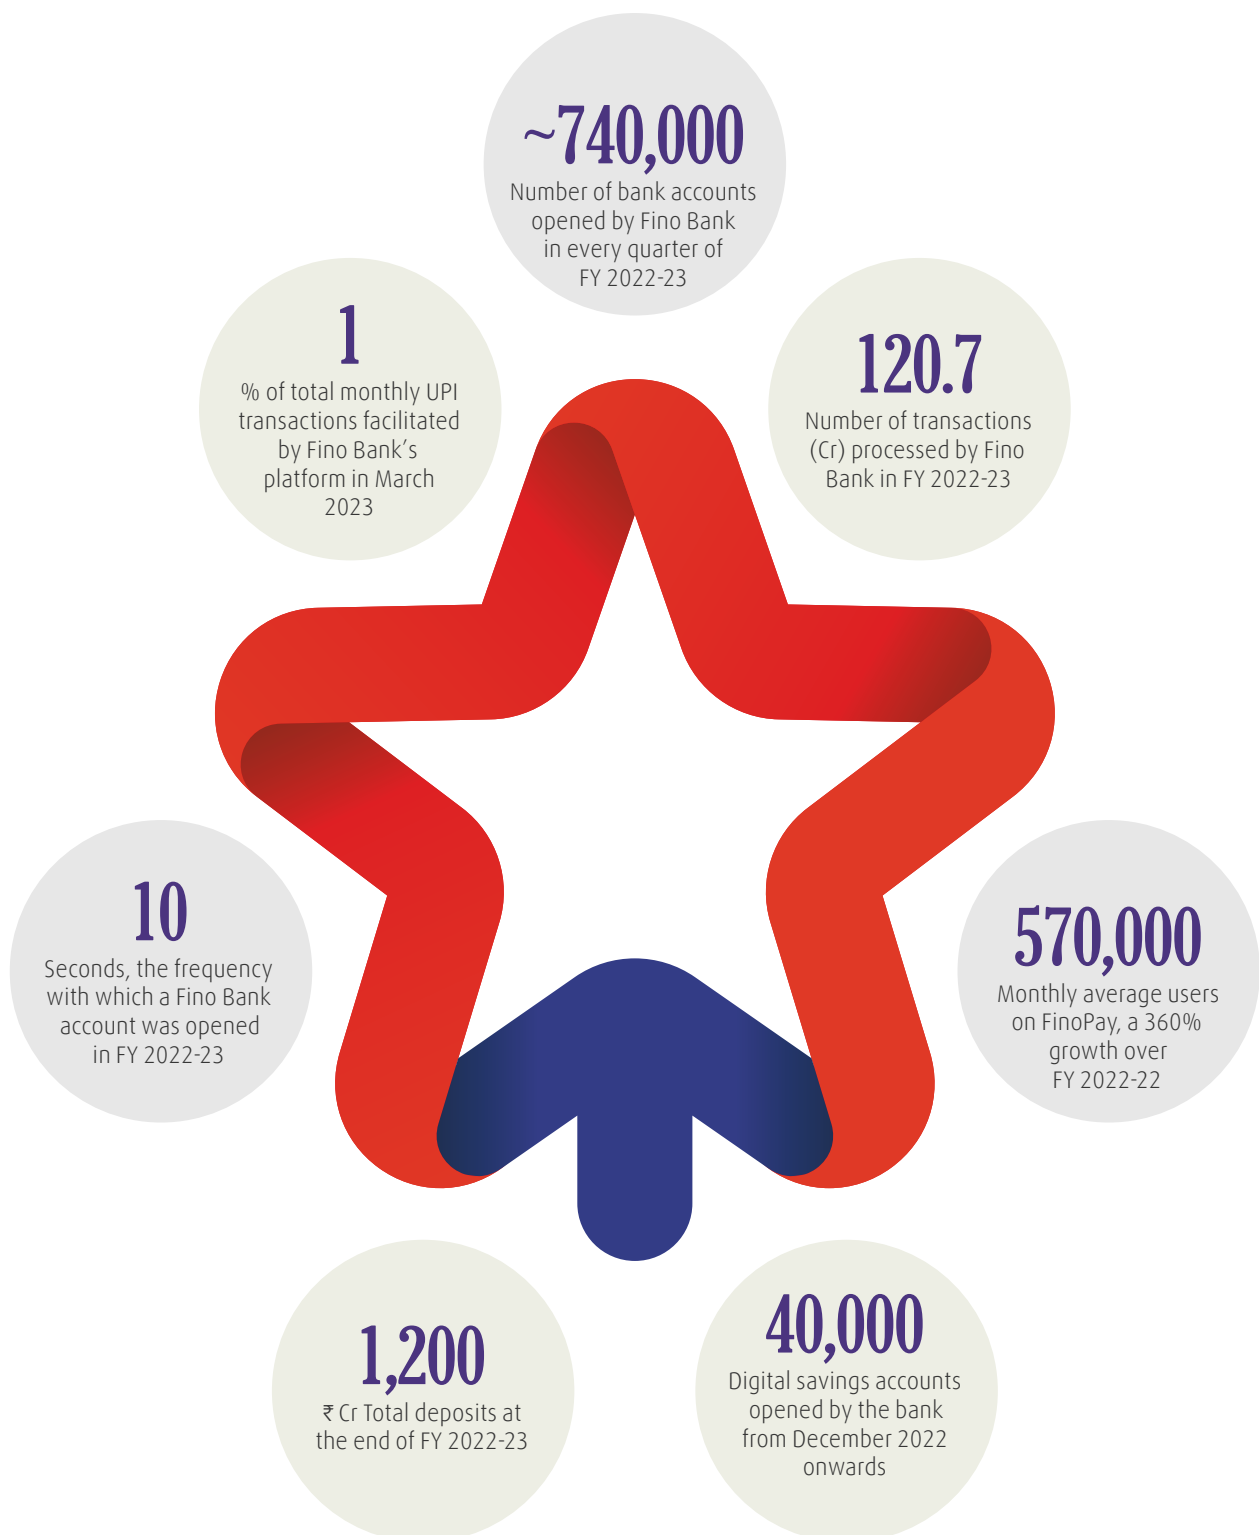 ~740,000
Number of bank accounts
opened by Fino Bank
in every quarter of
FY 2022-23
1
% of total monthly UPI
transactions facilitated
by Fino Bank’s
platform in March
2023
120.7
Number of transactions
(Cr) processed by Fino
Bank in FY 2022-23
10
Seconds, the frequency
with which a Fino Bank
account was opened
in FY 2022-23
570,000
Monthly average users
on FinoPay, a 360%
growth over
FY 2022-22
1,200
₹ Cr Total deposits at
the end of FY 2022-23
40,000
Digital savings accounts
opened by the bank
from December 2022
onwards